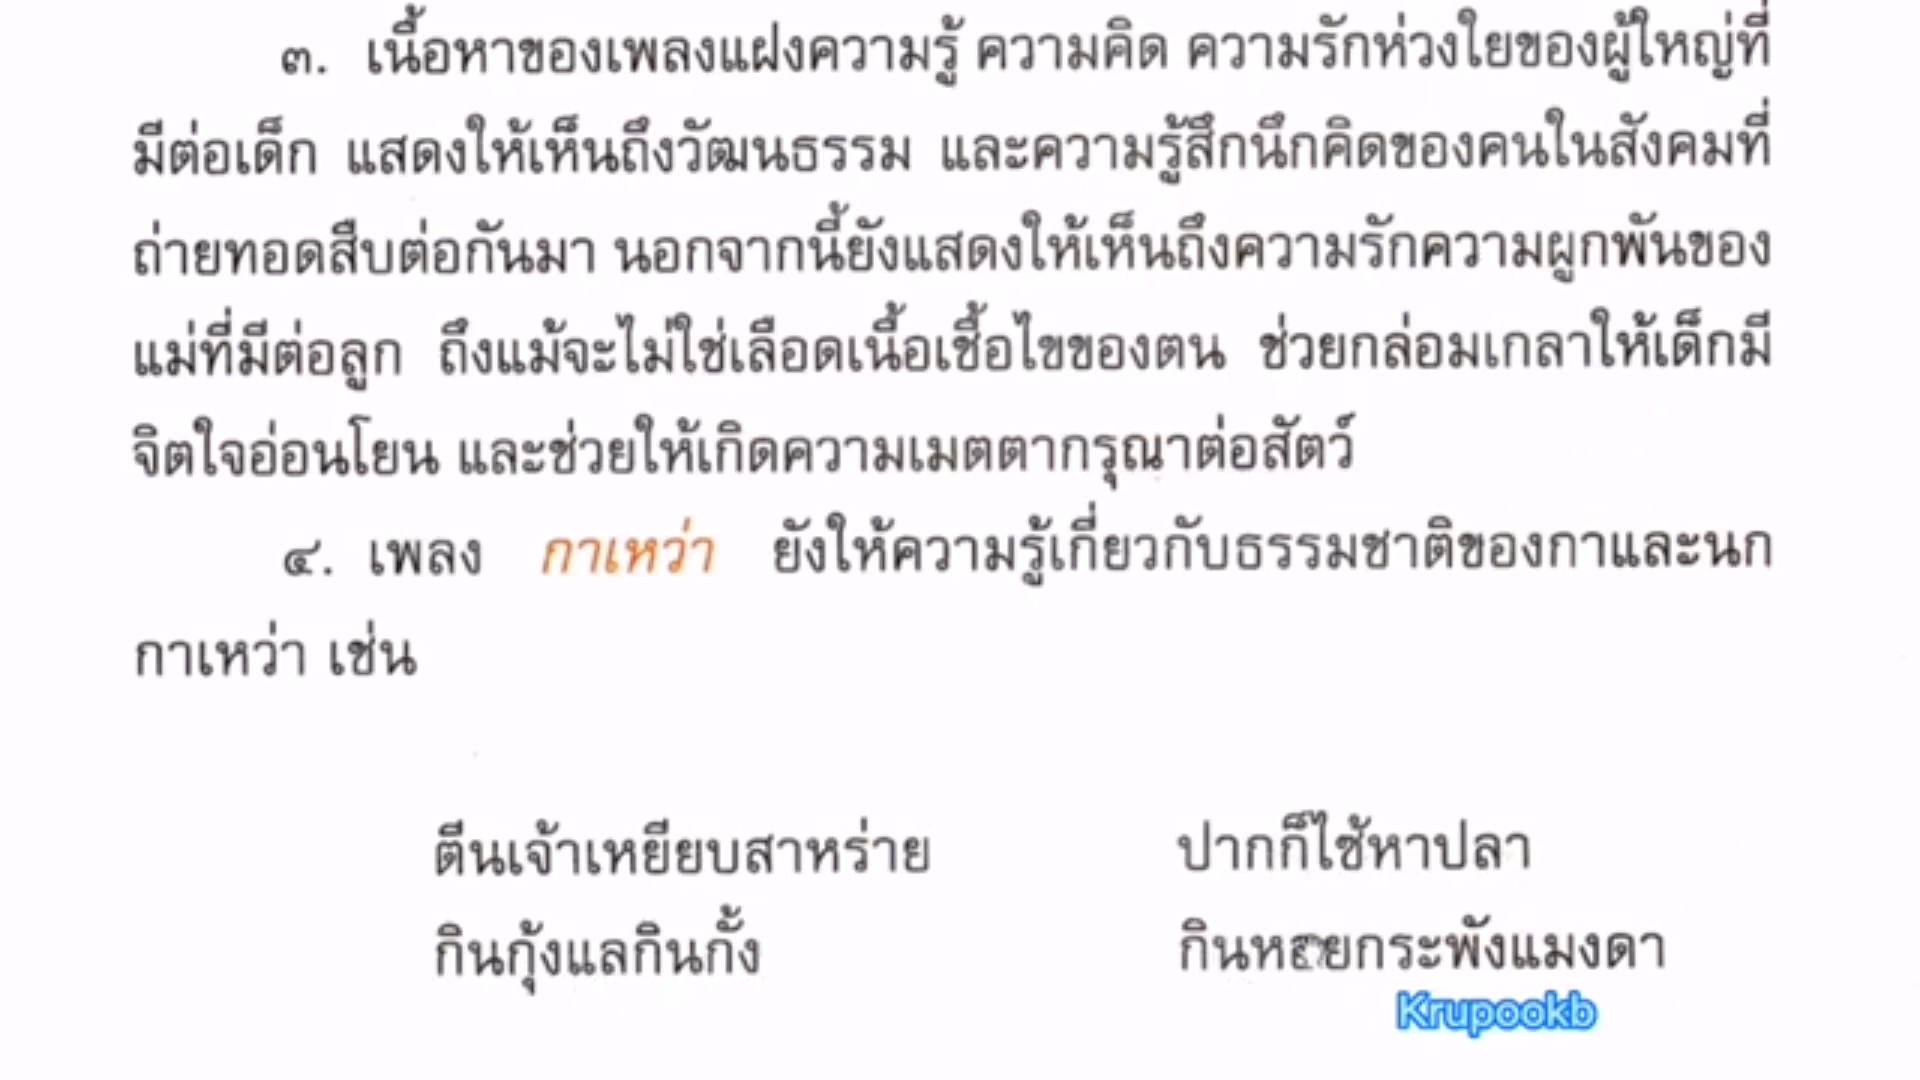 ๓. เนื้อหาของเพลงแฝงความรู้ ความคิด ความรักห่วงใยของผู้ใหญ่ที่
มีต่อเด็ก แสดงให้เห็นถึงวัฒนธรรม และความรู้สึกนึกคิดของคนในสังคมที่
ถ่ายทอดสืบต่อกันมา นอกจากนี้ยังแสดงให้เห็นถึงความรักความผูกพันของ
แม่ที่มีต่อลูก ถึงแม้จะไม่ใช่เลือดเนื้อเชื้อไขของตน ช่วยกล่อมเกลาให้เด็กมี
จิตใจอ่อนโยน และช่วยให้เกิดความเมตตากรุณาต่อสัตว์
๔. เพลง กาเหว่า ยังให้ความรู้เกี่ยวกับธรรมชาติของกาและนก
กาเหว่า เช่น
ตีนเจ้าเหยียบสาหร่าย ปากก็ไซ้หาปลา
กินกุ้งแลกินกั้ง กินหอยกระพังแมงดา
Krupookb